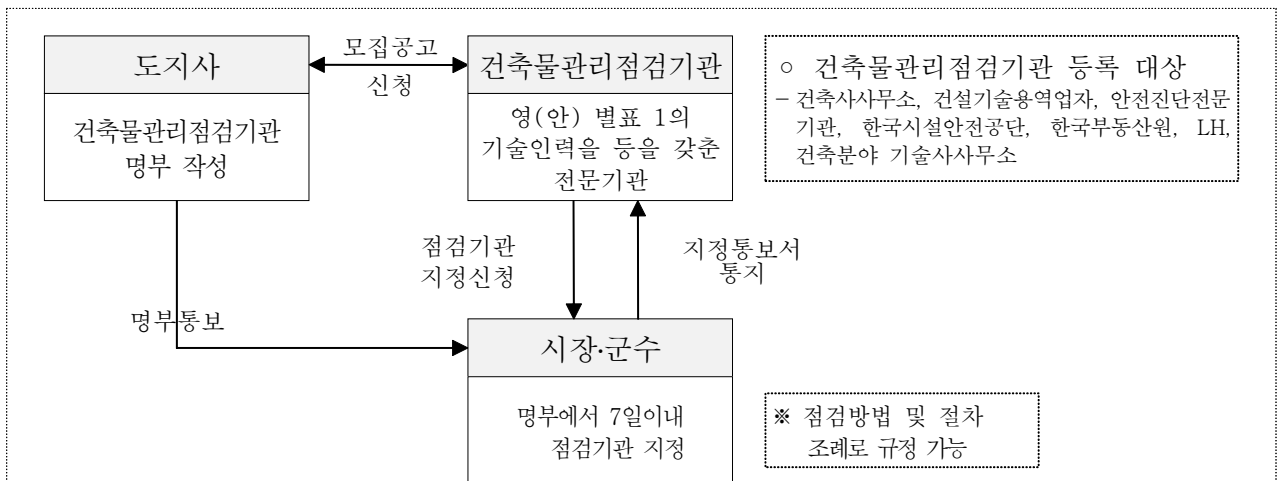 도지사
건축물관리점검기관
명부 작성
모집공고
신청
건축물관리점검기관
영(안) 별표 1의
기술인력을 등을 갖춘
전문기관
○ 건축물관리점검기관 등록 대상
- 건축사사무소, 건설기술용역업자, 안전진단전문
기관, 한국시설안전공단, 한국부동산원, LH,
건축분야 기술사사무소
점검기관
지정신청
지정통보서
통지
명부통보
시장·군수
명부에서 7일이내
점검기관 지정
※ 점검방법 및 절차
조례로 규정 가능